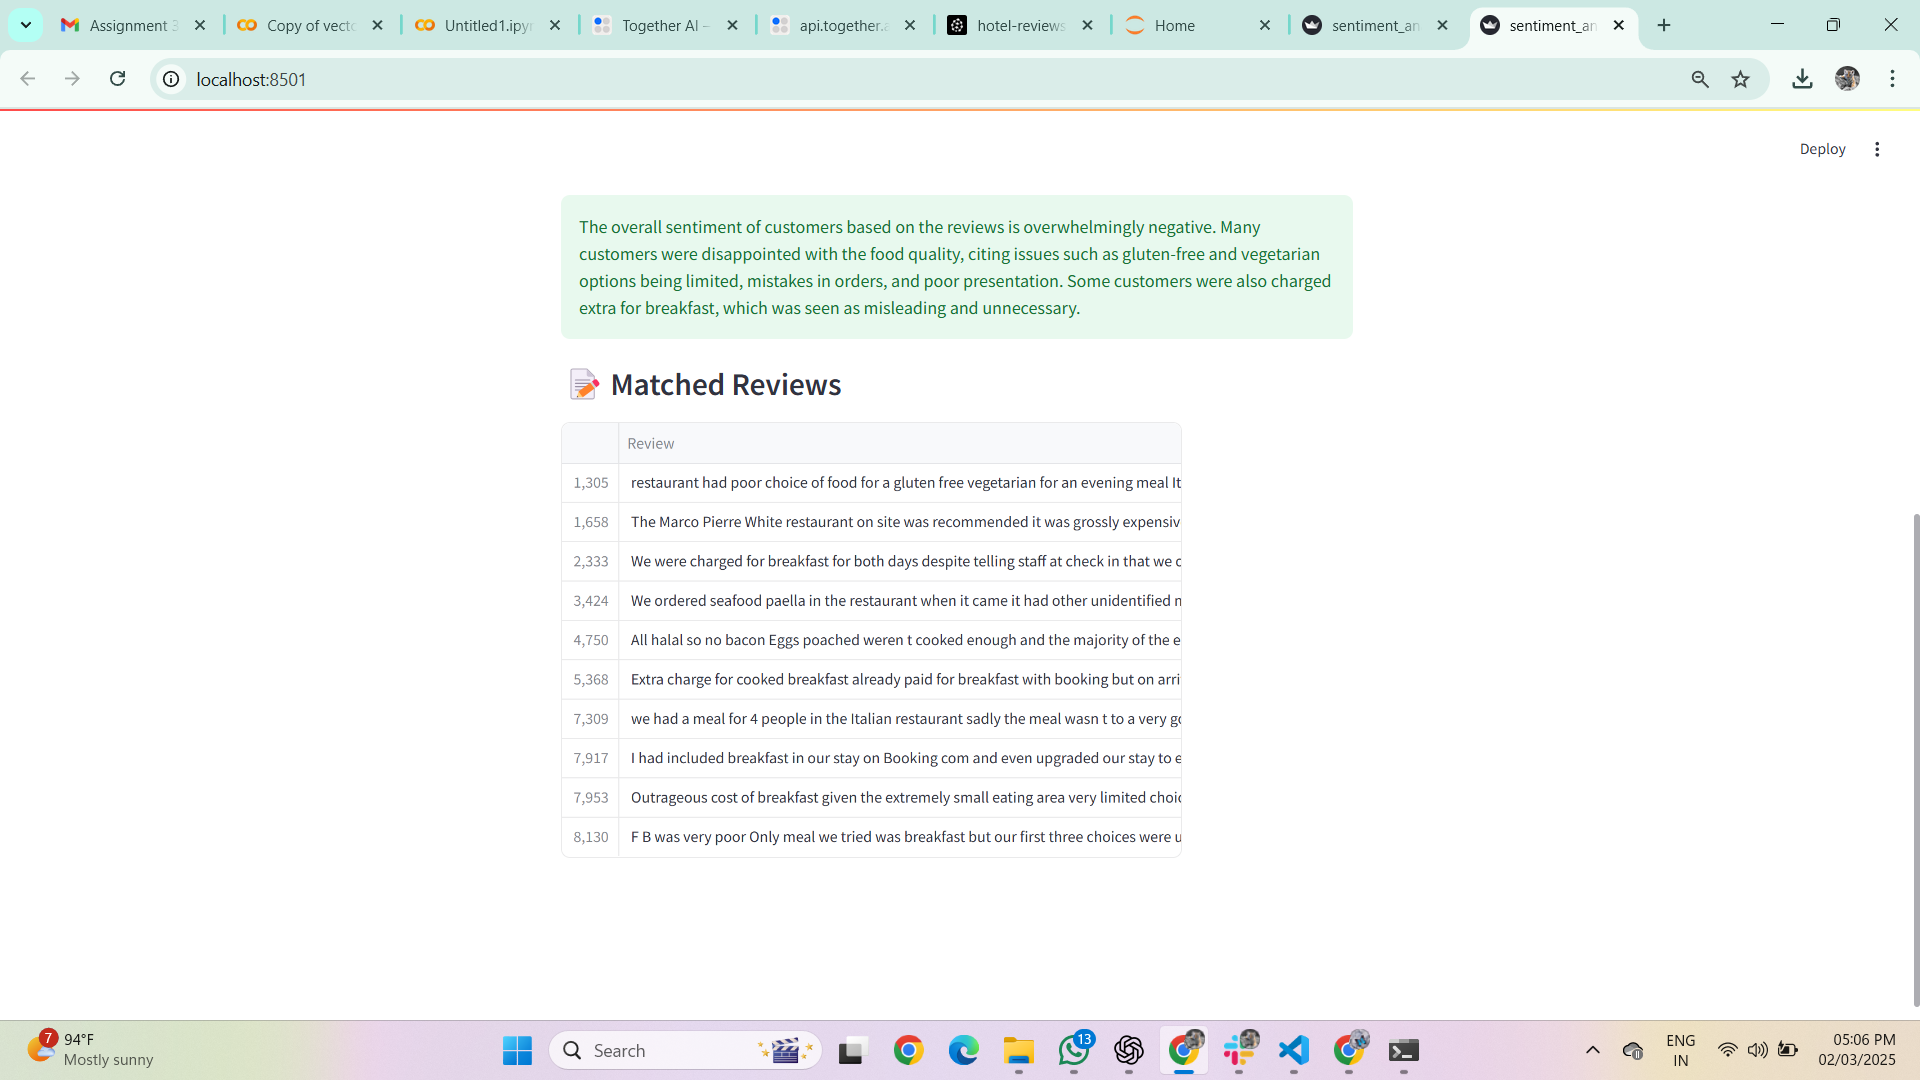 Assignment 3
Copy of vecto
Untitled1.ipyn
Together AI –
api.together.a
hotel-reviews
Home
sentiment_an
sentiment_an
localhost:8501
Deploy
The overall sentiment of customers based on the reviews is overwhelmingly negative. Many
customers were disappointed with the food quality, citing issues such as gluten-free and vegetarian
options being limited, mistakes in orders, and poor presentation. Some customers were also charged
extra for breakfast, which was seen as misleading and unnecessary.
Matched Reviews
Review
1,305 restaurant had poor choice of food for a gluten free vegetarian for an evening meal It
1,658 The Marco Pierre White restaurant on site was recommended it was grossly expensiv
2,333 We were charged for breakfast for both days despite telling staff at check in that we c
3,424 We ordered seafood paella in the restaurant when it came it had other unidentified n
4,750 All halal so no bacon Eggs poached weren t cooked enough and the majority of the e
5,368 Extra charge for cooked breakfast already paid for breakfast with booking but on arri
7,309 we had a meal for 4 people in the Italian restaurant sadly the meal wasn t to a very go
7,917 I had included breakfast in our stay on Booking com and even upgraded our stay to e
7,953 Outrageous cost of breakfast given the extremely small eating area very limited choic
8,130 F B was very poor Only meal we tried was breakfast but our first three choices were u
7
94°F
Mostly sunny
Search
13
ENG
IN
05:06 PM
02/03/2025